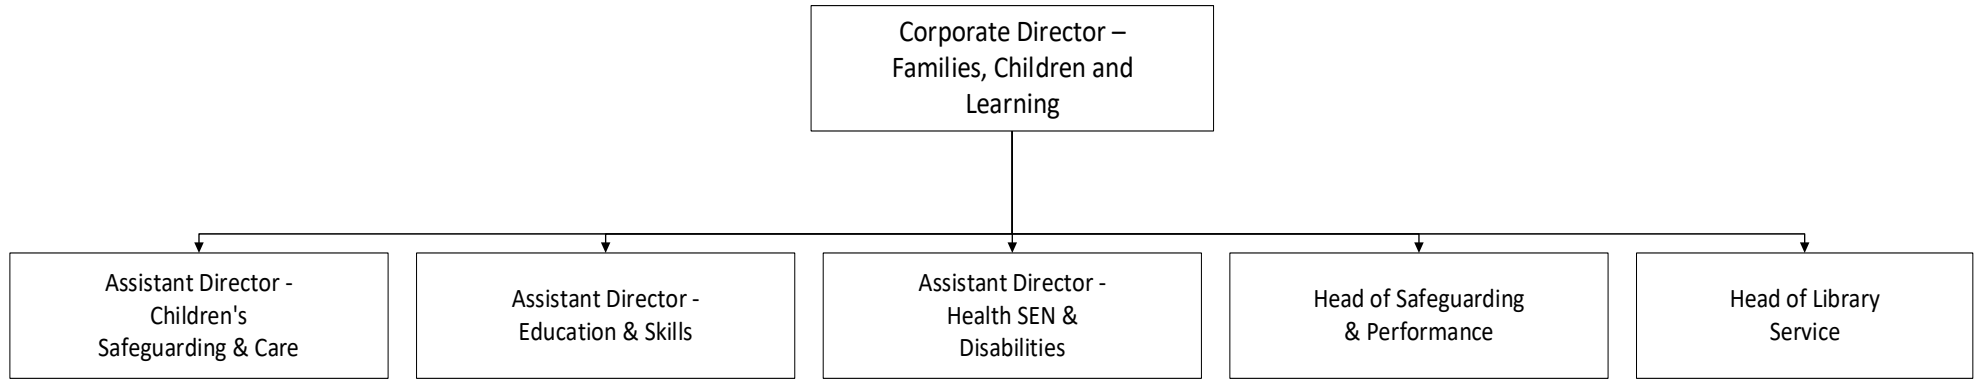 Corporate Director –
Families, Children and
Learning
Assistant Director -
Children's
Safeguarding & Care
Assistant Director -
Education & Skills
Assistant Director -
Health SEN &
Disabilities
Head of Safeguarding
& Performance
Head of Library
Service